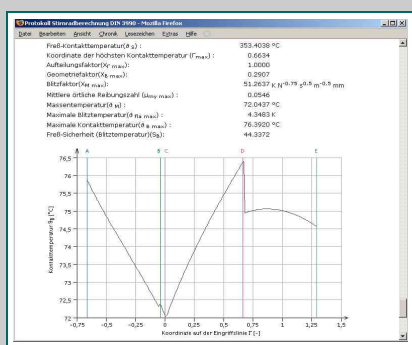 Protokoll Stirnradberechnung DIN 3990 - Mozilla Firefox
Datei Bearbeiten Ansicht Chronik Lesezeichen Extras Hilfe
Freß-Kontakttemperatur(ϑ S) : 353.4038 °C
Koordinate der höchsten Kontakttemperatur (Γmax) : 0.6634
Aufteilungsfaktor(XΓ max): 1.0000
Geometriefaktor(XB max): 0.2907
Blitzfaktor(XM max): 51.2637 K N^-0.75 s^0.5 m^-0.5 mm
Mittlere örtliche Reibungszahl (μmy max) : 0.0546
Massentemperatur(ϑ M) : 72.0437 °C
Maximale Blitztemperatur(ϑ fla max) : 4.3483 K
Maximale Kontakttemperatur(ϑ B max) : 76.3920 °C
Freß-Sicherheit (Blitztemperatur)(SB) : 44.3372
A B C D E
76,5
76
75,5
75
74,5
74
73,5
73
72,5
72
Kontakttemperatur ϑB [°C]
-0,75 -0,5 -0,25 0 0,25 0,5 0,75 1 1,25 1,5
Koordinate auf der Eingriffslinie Γ [-]